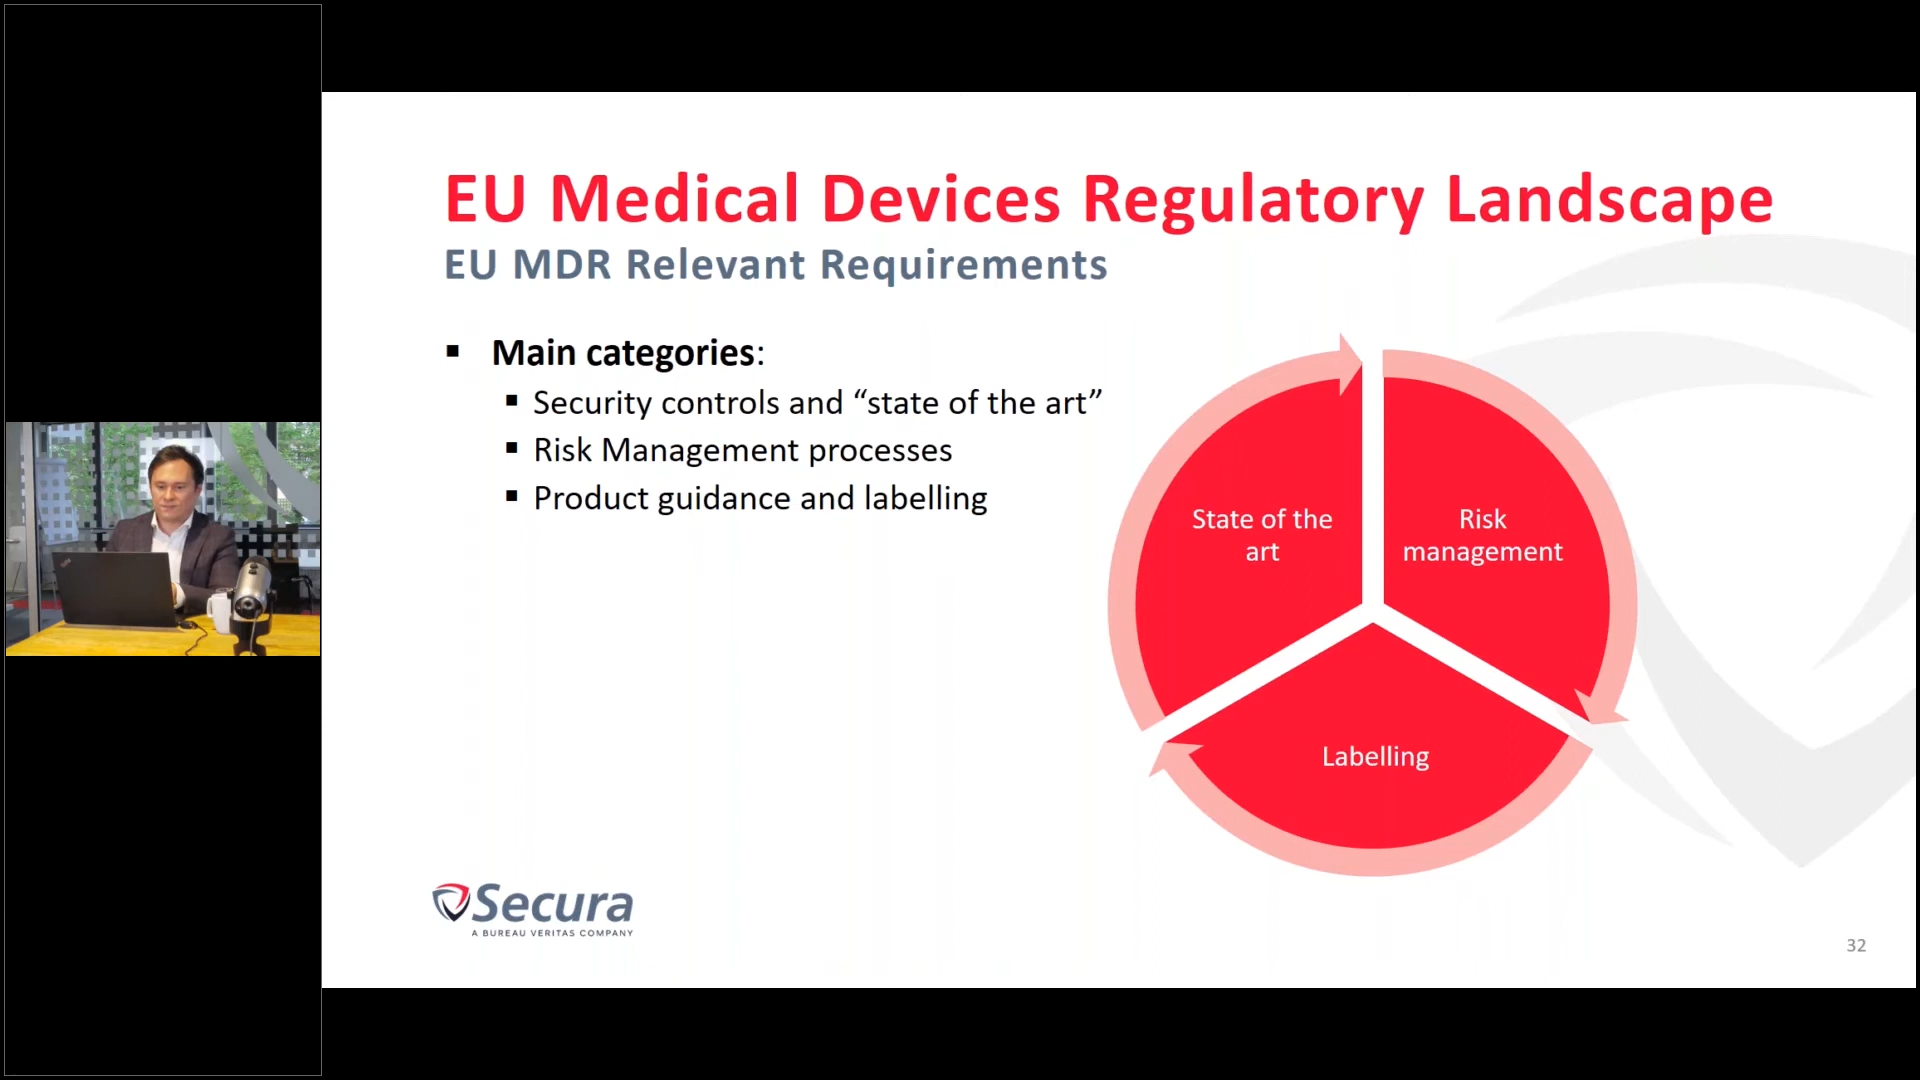 EU Medical Devices Regulatory Landscape
EU MDR Relevant Requirements
Main categories:
Security controls and “state of the art”
Risk Management processes
Product guidance and labelling
State of the
art
Risk
management
Labelling
Secura
A BUREAU VERITAS COMPANY
32